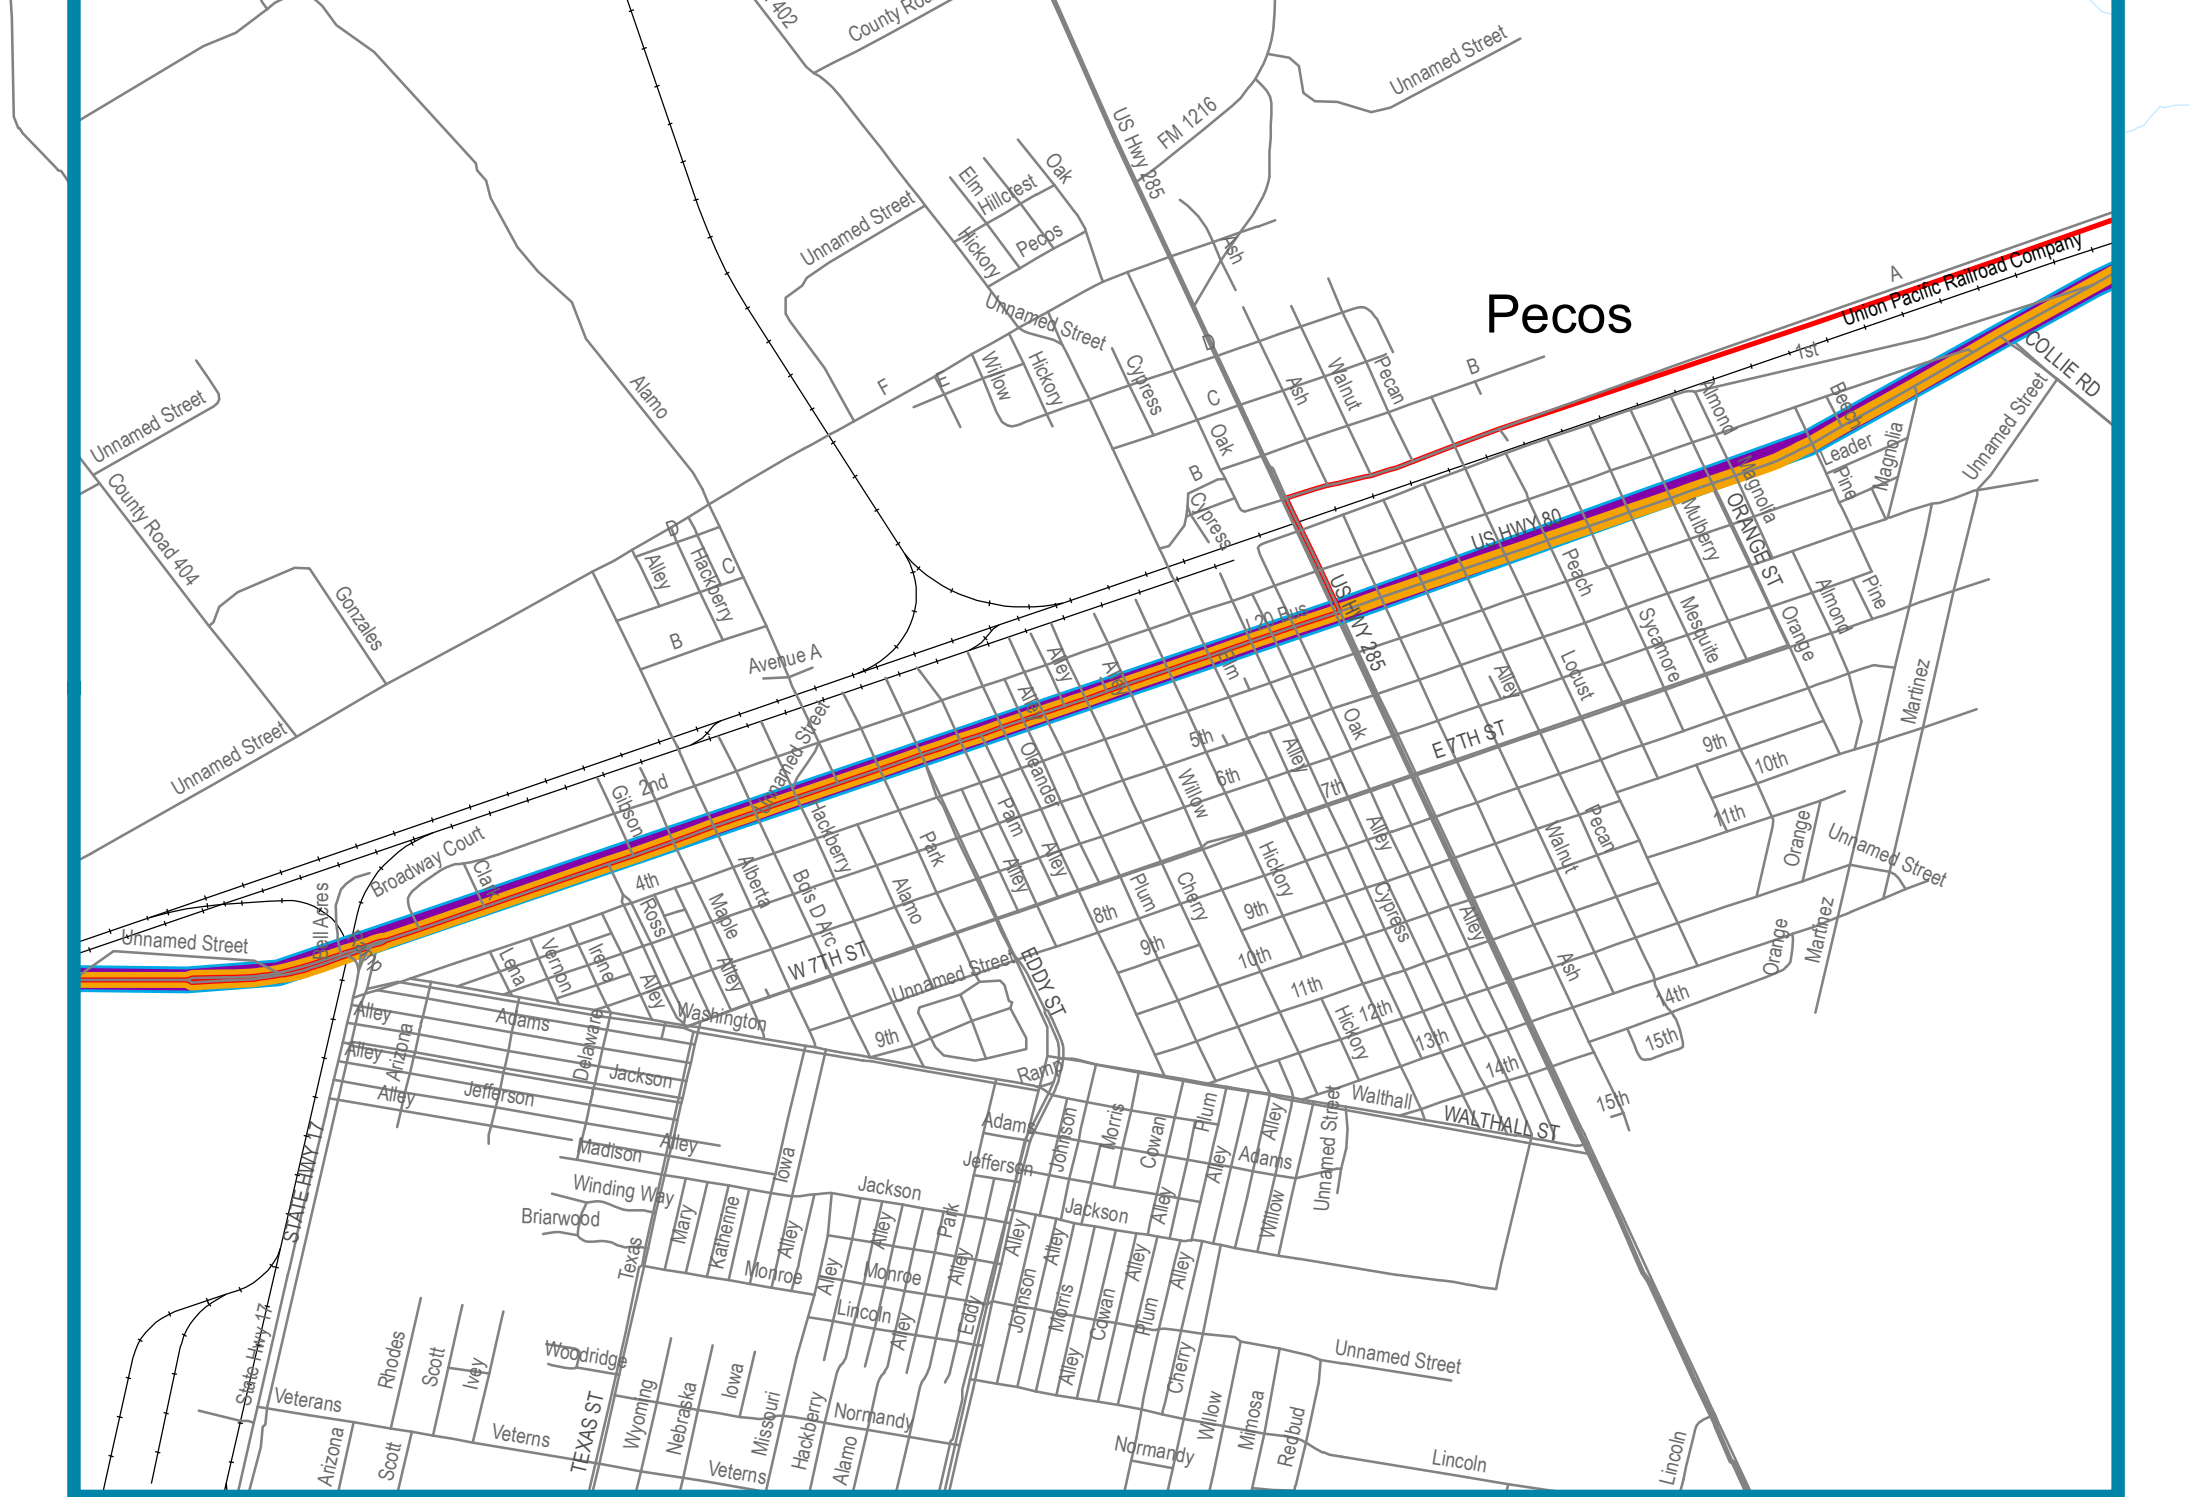 402
County Roa
Unnamed Street
US Hwy 285
FM 1216
Oak
Elm
Hillcrest
Unnamed Street
Hickory
Pecos
Ash
A
Union Pacific Railroad Company
Pecos
Unnamed Street
D
1st
COLLIE RD
Willow
Hickory
Cypress
Walnut
Pecan
B
F
E
Alamo
Ash
C
Almond
Beech
Unnamed Street
Unnamed Street
Oak
Leader
Magnolia
Pine
B
Cypress
County Road 404
Magnolia
ORANGE ST
US HWY 80
Mulberry
D
Alley
Hackberry
C
Peach
Gonzales
B
US HWY 285
I-20 Bus
Almond
Pine
Sycamore
Mesquite
Orange
Avenue A
Alley
Alley
Elm
Alley
Locust
Alley
Martinez
Unnamed Street
Unnamed Street
Oak
5th
Alley
E 7TH ST
9th
10th
Oleander
6th
7th
Gibson
2nd
Willow
11th
Hackberry
Palm
Alley
Walnut
Pecan
Orange
Unnamed Street
Broadway Court
Clark
Park
Alley
Alley
Hickory
4th
Alberta
Bois D Arc
Alamo
Plum
Cherry
Cypress
Bell Acres
Ross
Maple
8th
9th
Alley
Martinez
Unnamed Street
Ramp
Lena
Vernon
Irene
Alley
Alley
W 7TH ST
Unnamed Street
EDDY ST
9th
10th
Ash
Orange
11th
14th
Alley
Adams
Delaware
Washington
9th
Hickory
12th
13th
15th
Alley
Arizona
Jackson
Ramp
14th
Alley
Jefferson
Walthall
WALTHALL ST
15th
Adams
Johnson
Morris
Cowan
Plum
Alley
Unnamed Street
STATE HWY 17
Madison
Alley
Iowa
Jefferson
Alley
Adams
Winding Way
Jackson
Briarwood
Mary
Katherine
Alley
Alley
Park
Alley
Alley
Jackson
Alley
Willow
Texas
Monroe
Alley
Monroe
Alley
Johnson
Morris
Cowan
Alley
Plum
Alley
Lincoln
Alley
Eddy
State Hwy 17
Rhodes
Scott
Ivey
Woodridge
Iowa
Alley
Cherry
Unnamed Street
Veterans
TEXAS ST
Wyoming
Nebraska
Missouri
Hackberry
Normandy
Willow
Mimosa
Redbud
Arizona
Scott
Veterns
Veterns
Alamo
Normandy
Lincoln
Lincoln